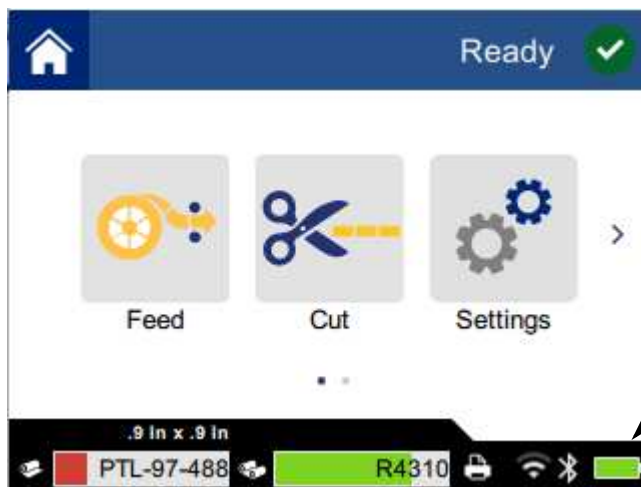 Ready
Feed Cut Settings
.9 in x .9 in
PTL-97-488 R4310